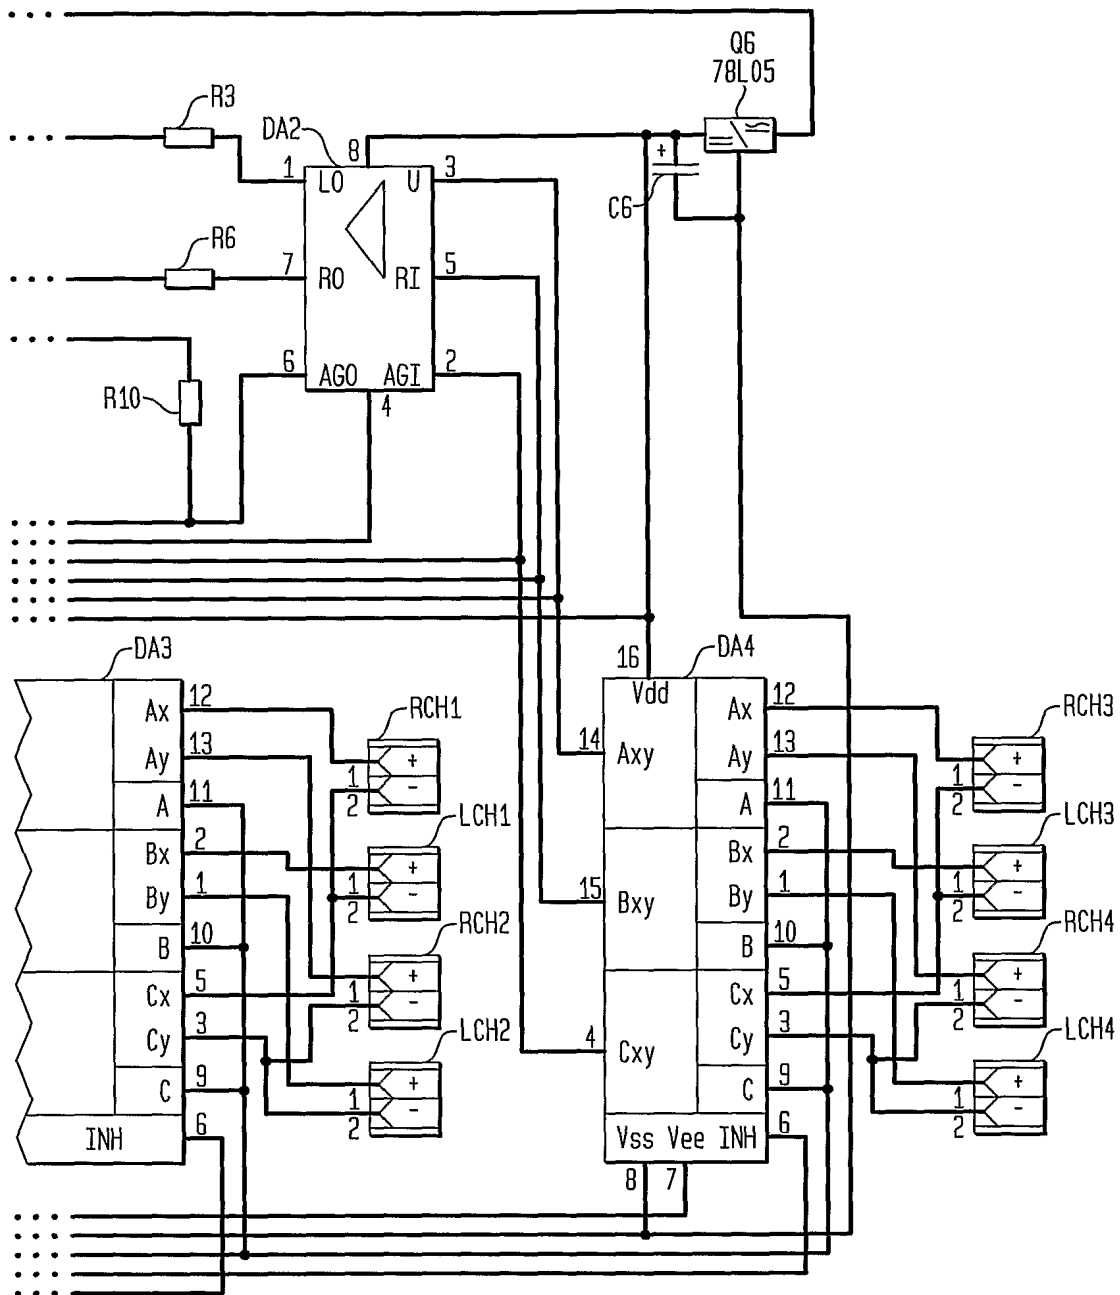 Q6
78L05
R3
DA2
8
+
C6
1 LO U 3
R6
7 RO RI 5
6 AGO AGI 2
R10
4
DA3
Ax 12
Ay 13
A 11
Bx 2
By 1
B 10
Cx 5
Cy 3
C 9
INH 6
RCH1
1 +
2 -
LCH1
1 +
2 -
RCH2
1 +
2 -
LCH2
1 +
2 -
16 DA4
Vdd
14 Axy
15 Bxy
4 Cxy
Ax 12
Ay 13
A 11
Bx 2
By 1
B 10
Cx 5
Cy 3
C 9
Vss Vee INH 6
8 7
RCH3
1 +
2 -
LCH3
1 +
2 -
RCH4
1 +
2 -
LCH4
1 +
2 -